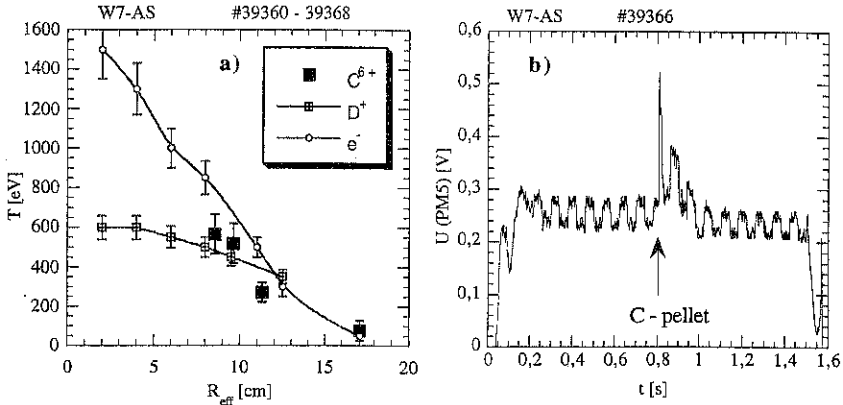 W7-AS #39360 - 39368
a)
C6+
D+
e-
T [eV]
1600
1400
1200
1000
800
600
400
200
0
0 5 10 15 20
Reff [cm]
W7-AS #39366
b)
U (PM5) [V]
0,6
0,5
0,4
0,3
0,2
0,1
0
C - pellet
0 0,2 0,4 0,6 0,8 1 1,2 1,4 1,6
t [s]